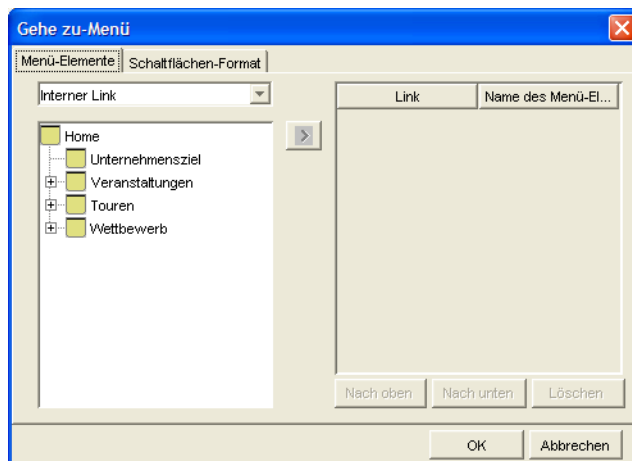 Gehe zu-Menü
Menü-Elemente Schaltflächen-Format
Interner Link
Link Name des Menü-El...
Home
Unternehmensziel
Veranstaltungen
Touren
Wettbewerb
Nach oben Nach unten Löschen
OK Abbrechen